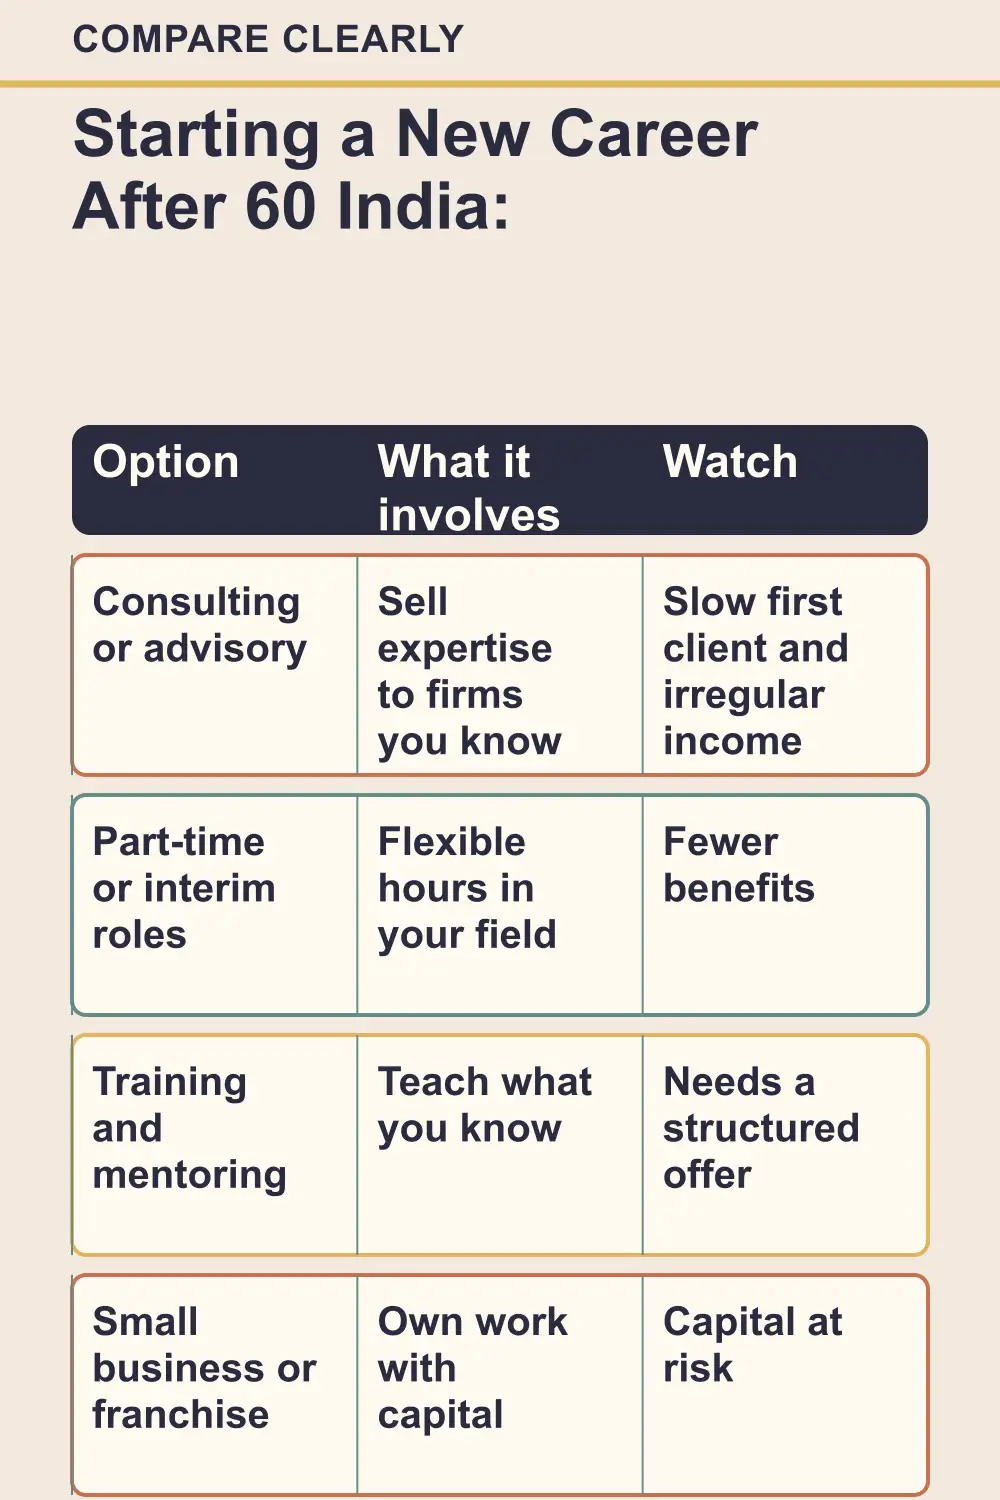 COMPARE CLEARLY
Starting a New Career
After 60 India:
Option
What it
involves
Watch
Consulting
or advisory
Sell
expertise
to firms
you know
Slow first
client and
irregular
income
Part-time
or interim
roles
Flexible
hours in
your field
Fewer
benefits
Training
and
mentoring
Teach what
you know
Needs a
structured
offer
Small
business or
franchise
Own work
with
capital
Capital at
risk